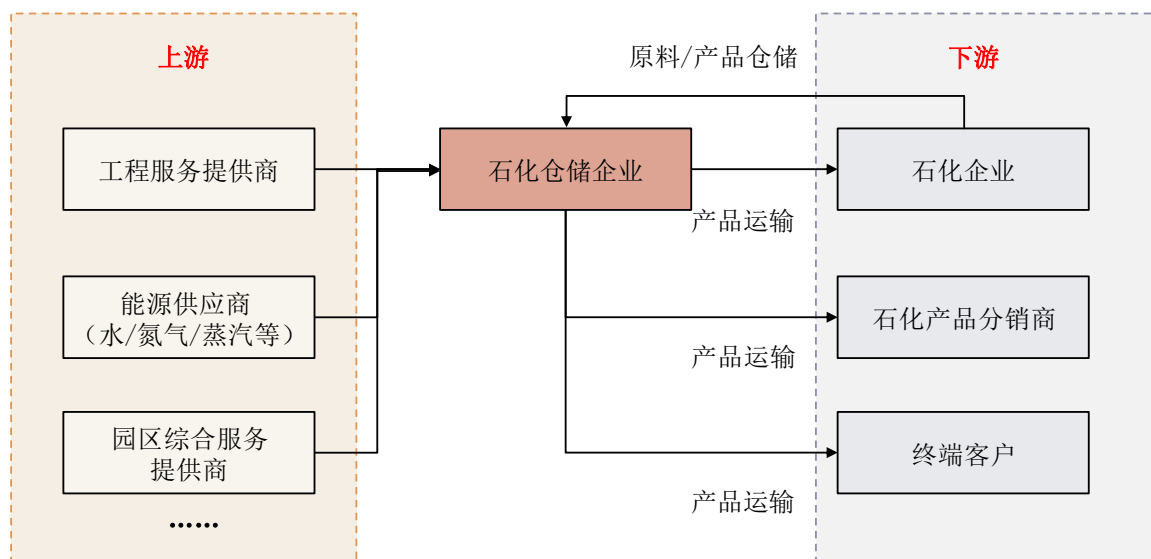 上游
原料/产品仓储
下游
工程服务提供商
石化仓储企业
石化企业
产品运输
能源供应商
（水/氮气/蒸汽等）
石化产品分销商
产品运输
园区综合服务
提供商
终端客户
产品运输
……